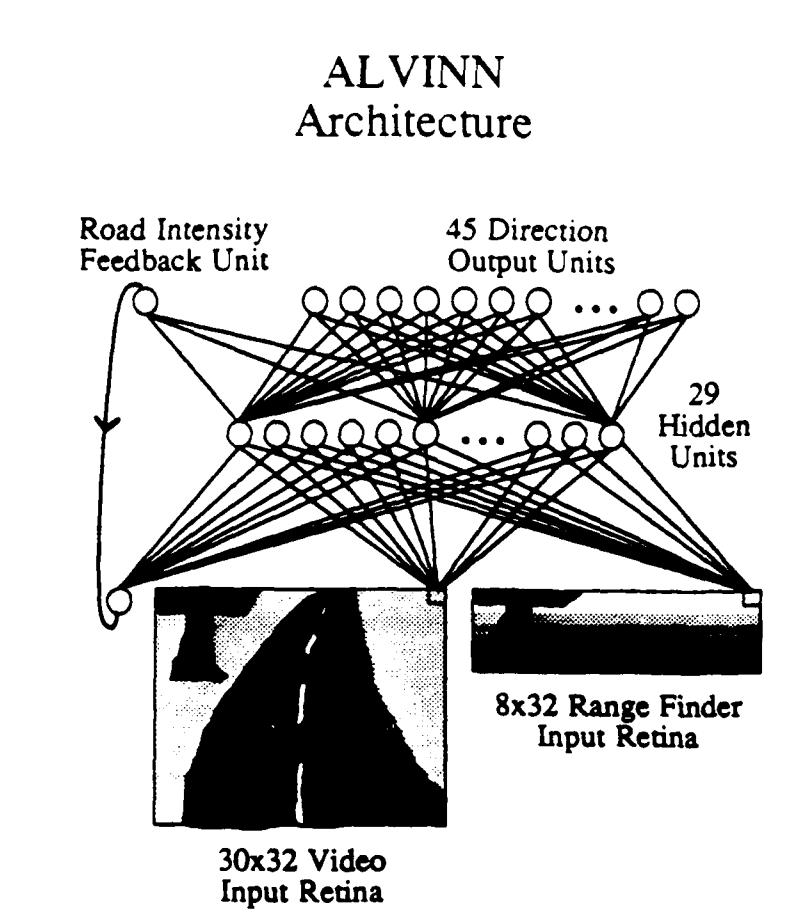 ALVINN
Architecture
Road Intensity
Feedback Unit
45 Direction
Output Units
29
Hidden
Units
8x32 Range Finder
Input Retina
30x32 Video
Input Retina